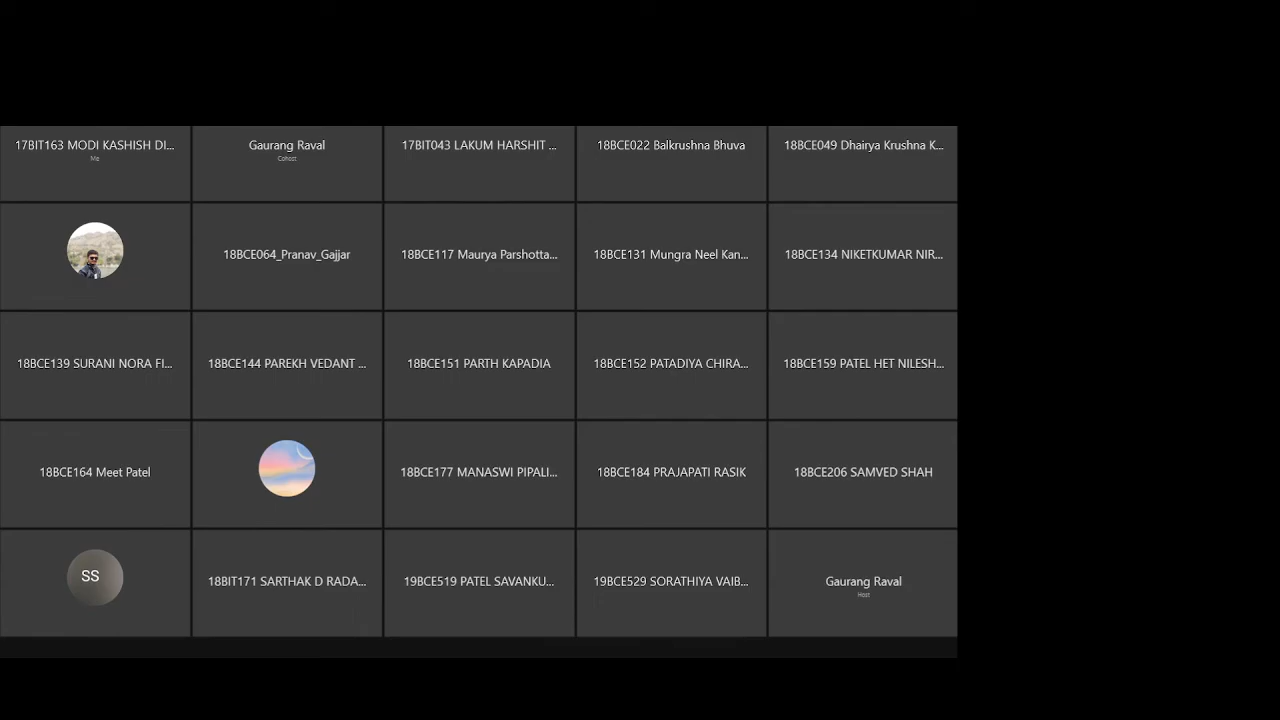 17BIT163 MODI KASHISH DI...
Me
Gaurang Raval
Cohost
17BIT043 LAKUM HARSHIT ...
18BCE022 Balkrushna Bhuva
18BCE049 Dhairya Krushna K...
18BCE064_Pranav_Gajjar
18BCE117 Maurya Parshotta...
18BCE131 Mungra Neel Kan...
18BCE134 NIKETKUMAR NIR...
18BCE139 SURANI NORA FI...
18BCE144 PAREKH VEDANT ...
18BCE151 PARTH KAPADIA
18BCE152 PATADIYA CHIRA...
18BCE159 PATEL HET NILESH...
18BCE164 Meet Patel
18BCE177 MANASWI PIPALI...
18BCE184 PRAJAPATI RASIK
18BCE206 SAMVED SHAH
SS
18BIT171 SARTHAK D RADA...
19BCE519 PATEL SAVANKU...
19BCE529 SORATHIYA VAIB...
Gaurang Raval
Host